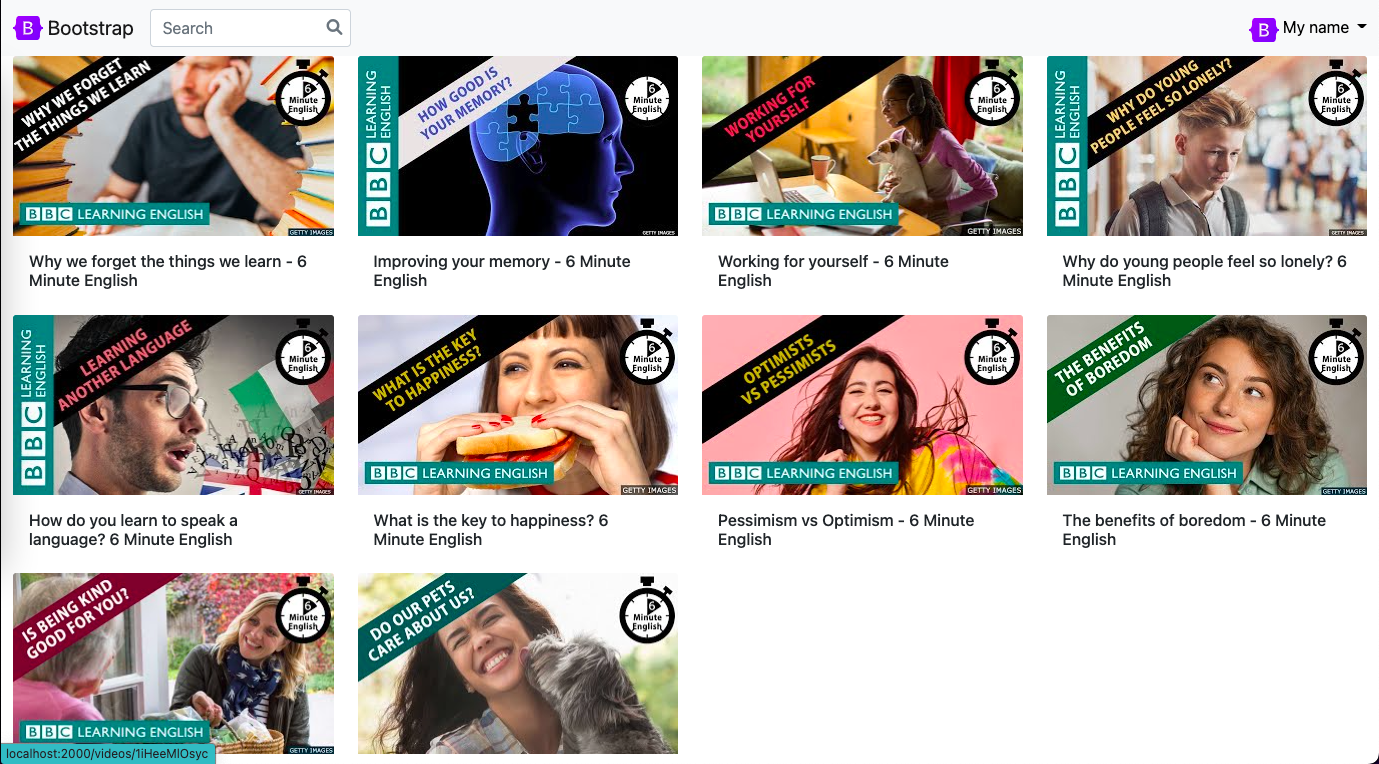 Bootstrap
Search
My name
WHY WE FORGET
THE THINGS WE LEARN
6
Minute
English
BBC LEARNING ENGLISH
GETTY IMAGES
Why we forget the things we learn - 6
Minute English
BBC LEARNING
ENGLISH
HOW GOOD IS
YOUR MEMORY?
6
Minute
English
GETTY IMAGES
Improving your memory - 6 Minute
English
WORKING FOR
YOURSELF
6
Minute
English
BBC LEARNING ENGLISH
GETTY IMAGES
Working for yourself - 6 Minute
English
BBC LEARNING
ENGLISH
WHY DO YOUNG
PEOPLE FEEL SO LONELY?
6
Minute
English
GETTY IMAGES
Why do young people feel so lonely? 6
Minute English
BBC LEARNING
ENGLISH
LEARNING
ANOTHER LANGUAGE
6
Minute
English
GETTY IMAGES
How do you learn to speak a
language? 6 Minute English
WHAT IS THE KEY
TO HAPPINESS?
6
Minute
English
BBC LEARNING ENGLISH
GETTY IMAGES
What is the key to happiness? 6
Minute English
OPTIMISTS
VS PESSIMISTS
6
Minute
English
BBC LEARNING ENGLISH
GETTY IMAGES
Pessimism vs Optimism - 6 Minute
English
THE BENEFITS
OF BOREDOM
6
Minute
English
BBC LEARNING ENGLISH
GETTY IMAGES
The benefits of boredom - 6 Minute
English
IS BEING KIND
GOOD FOR YOU?
6
Minute
English
BBC LEARNING ENGLISH
GETTY IMAGES
DO OUR PETS
CARE ABOUT US?
6
Minute
English